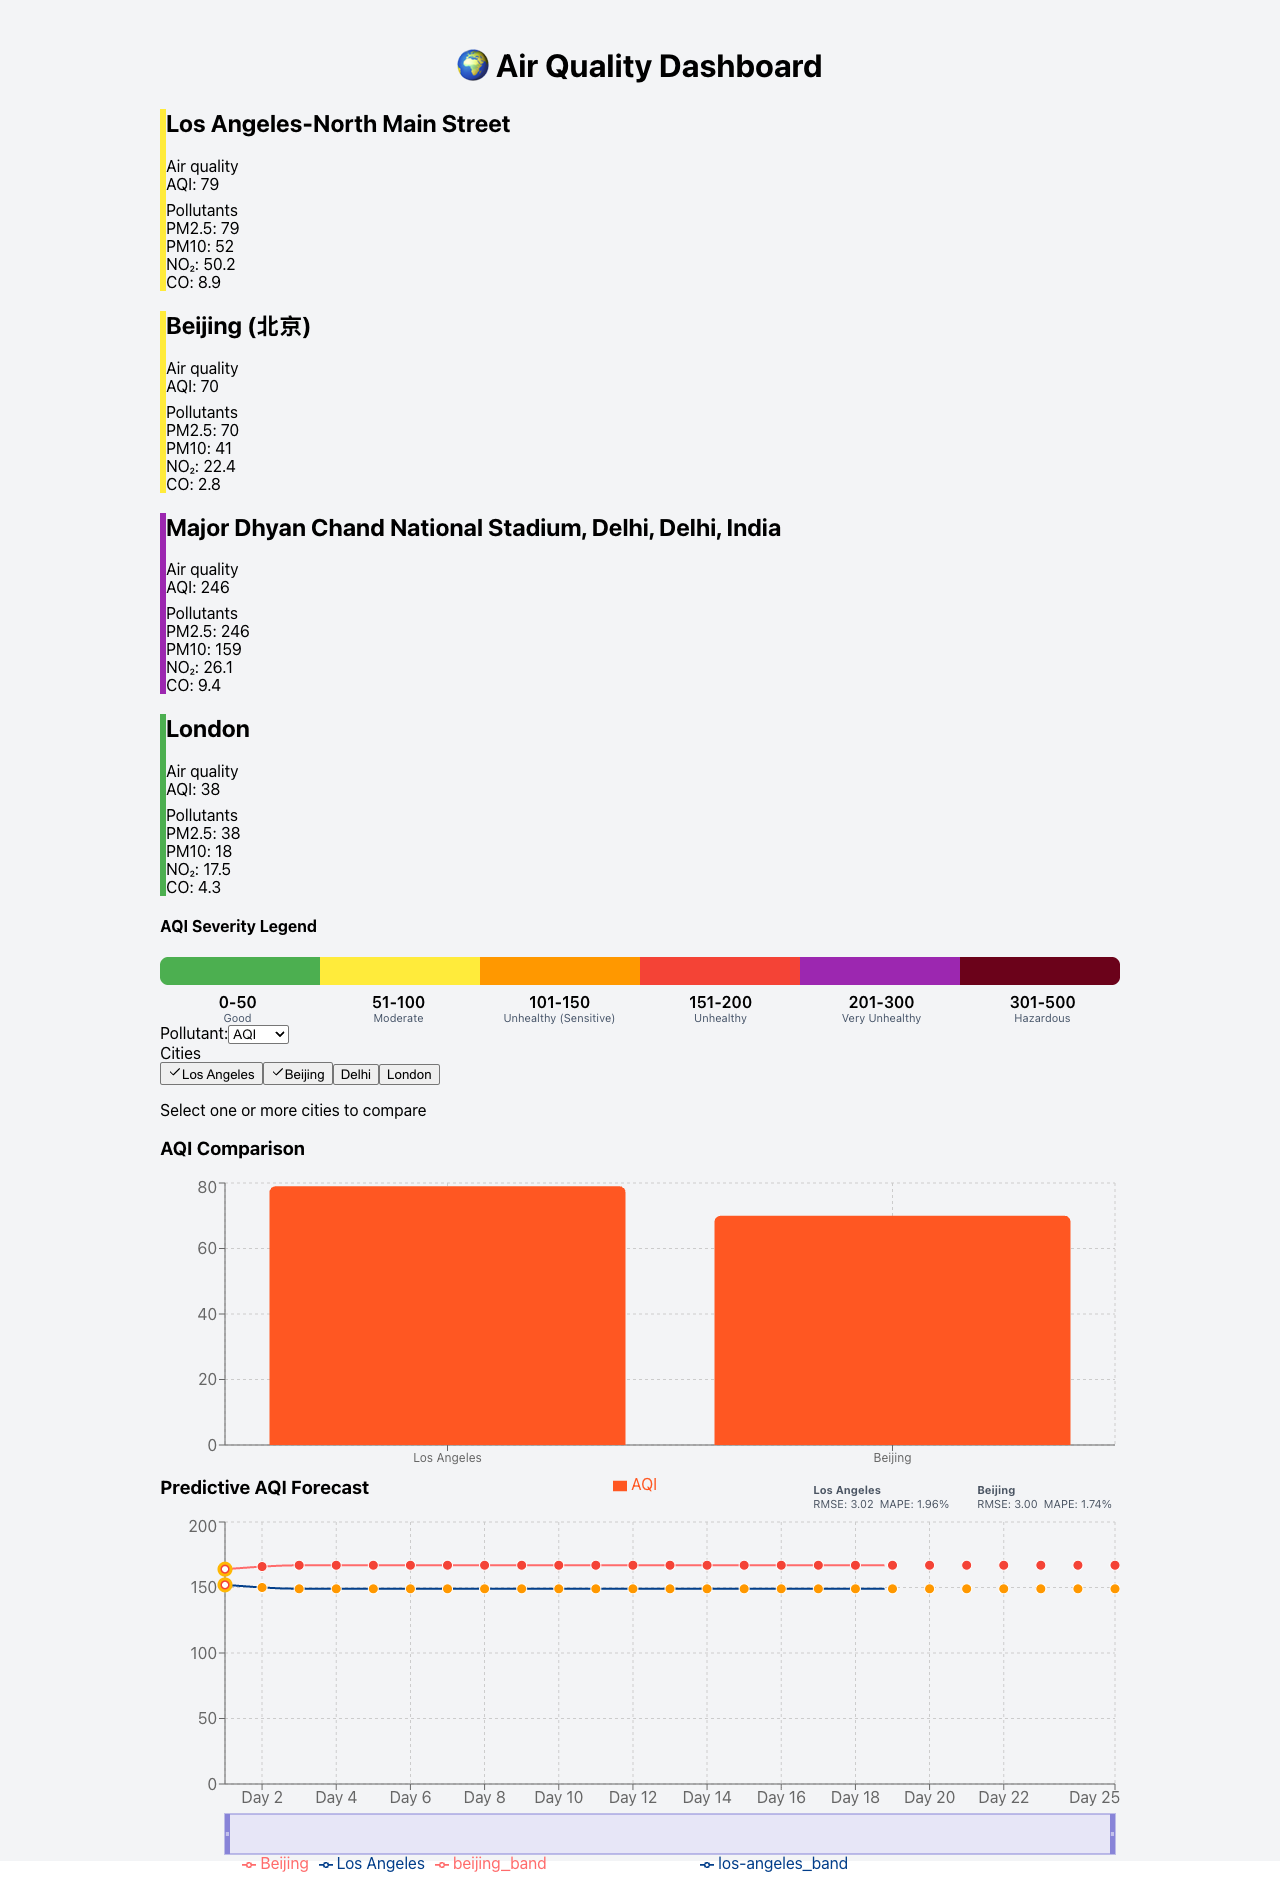 🌍 Air Quality Dashboard
Los Angeles-North Main Street
Air quality
AQI: 79
Pollutants
PM2.5: 79
PM10: 52
NO₂: 50.2
CO: 8.9
Beijing (北京)
Air quality
AQI: 70
Pollutants
PM2.5: 70
PM10: 41
NO₂: 22.4
CO: 2.8
Major Dhyan Chand National Stadium, Delhi, Delhi, India
Air quality
AQI: 246
Pollutants
PM2.5: 246
PM10: 159
NO₂: 26.1
CO: 9.4
London
Air quality
AQI: 38
Pollutants
PM2.5: 38
PM10: 18
NO₂: 17.5
CO: 4.3
AQI Severity Legend
0-50 51-100 101-150 151-200 201-300 301-500
Good Moderate Unhealthy (Sensitive) Unhealthy Very Unhealthy Hazardous
Pollutant: AQI
Cities
✓Los Angeles ✓Beijing Delhi London
Select one or more cities to compare
AQI Comparison
80
60
40
20
0
Los Angeles Beijing
AQI
Predictive AQI Forecast
Los Angeles Beijing
RMSE: 3.02 MAPE: 1.96% RMSE: 3.00 MAPE: 1.74%
200
150
100
50
0
Day 2 Day 4 Day 6 Day 8 Day 10 Day 12 Day 14 Day 16 Day 18 Day 20 Day 22 Day 25
Beijing Los Angeles beijing_band los-angeles_band